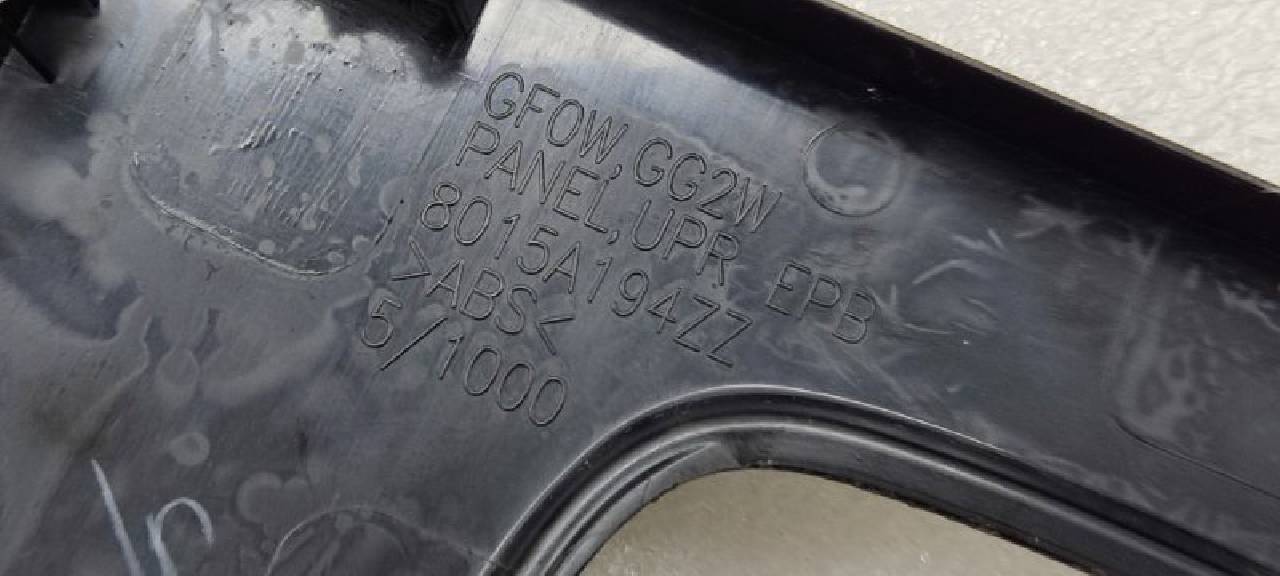 GF0W,GG2W
PANEL,UPR EPB
8015A194ZZ
>ABS<
5/1000